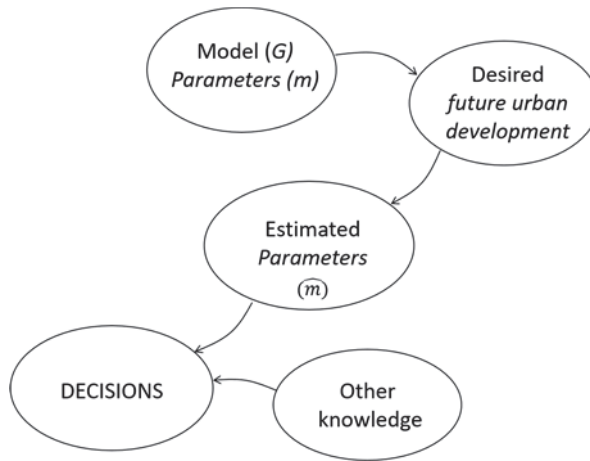 Model (G)
Parameters (m)
Desired
future urban
development
Estimated
Parameters
(m̂)
DECISIONS
Other
knowledge